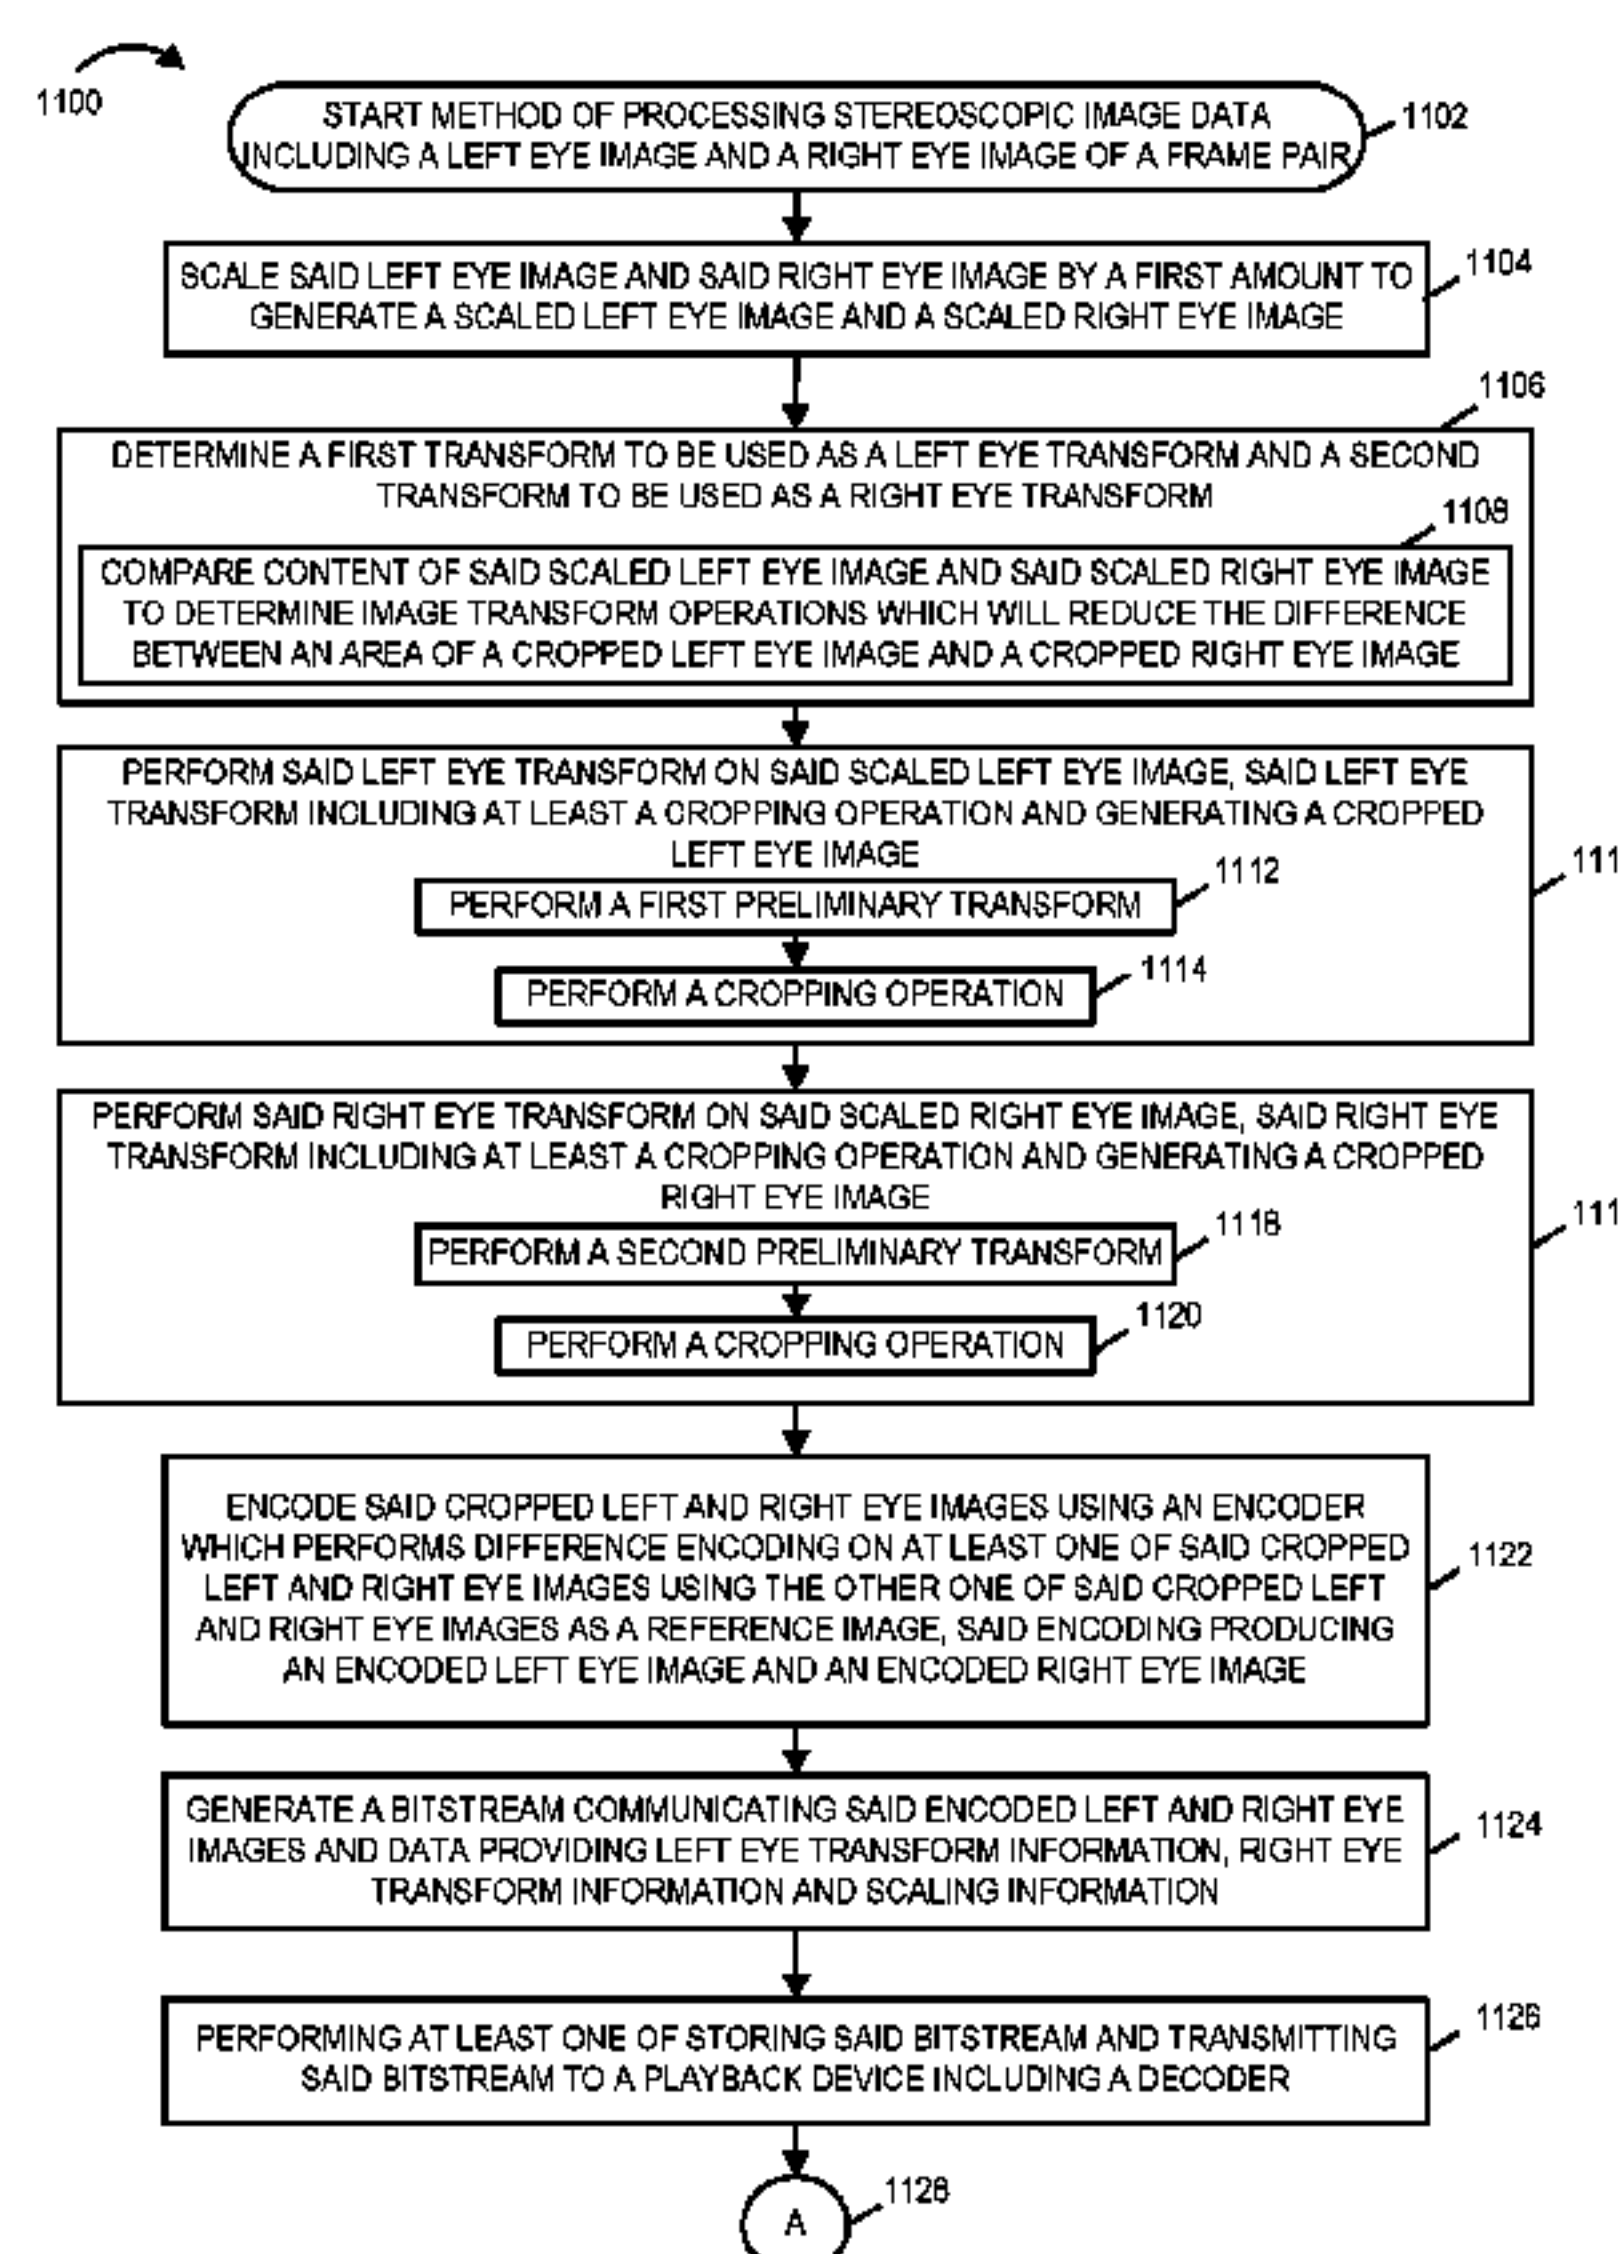 1100
START METHOD OF PROCESSING STEREOSCOPIC IMAGE DATA
INCLUDING A LEFT EYE IMAGE AND A RIGHT EYE IMAGE OF A FRAME PAIR
1102
SCALE SAID LEFT EYE IMAGE AND SAID RIGHT EYE IMAGE BY A FIRST AMOUNT TO
GENERATE A SCALED LEFT EYE IMAGE AND A SCALED RIGHT EYE IMAGE
1104
1106
DETERMINE A FIRST TRANSFORM TO BE USED AS A LEFT EYE TRANSFORM AND A SECOND
TRANSFORM TO BE USED AS A RIGHT EYE TRANSFORM
1108
COMPARE CONTENT OF SAID SCALED LEFT EYE IMAGE AND SAID SCALED RIGHT EYE IMAGE
TO DETERMINE IMAGE TRANSFORM OPERATIONS WHICH WILL REDUCE THE DIFFERENCE
BETWEEN AN AREA OF A CROPPED LEFT EYE IMAGE AND A CROPPED RIGHT EYE IMAGE
PERFORM SAID LEFT EYE TRANSFORM ON SAID SCALED LEFT EYE IMAGE, SAID LEFT EYE
TRANSFORM INCLUDING AT LEAST A CROPPING OPERATION AND GENERATING A CROPPED
LEFT EYE IMAGE
111
1112
PERFORM A FIRST PRELIMINARY TRANSFORM
1114
PERFORM A CROPPING OPERATION
PERFORM SAID RIGHT EYE TRANSFORM ON SAID SCALED RIGHT EYE IMAGE, SAID RIGHT EYE
TRANSFORM INCLUDING AT LEAST A CROPPING OPERATION AND GENERATING A CROPPED
RIGHT EYE IMAGE
111
1118
PERFORM A SECOND PRELIMINARY TRANSFORM
1120
PERFORM A CROPPING OPERATION
ENCODE SAID CROPPED LEFT AND RIGHT EYE IMAGES USING AN ENCODER
WHICH PERFORMS DIFFERENCE ENCODING ON AT LEAST ONE OF SAID CROPPED
LEFT AND RIGHT EYE IMAGES USING THE OTHER ONE OF SAID CROPPED LEFT
AND RIGHT EYE IMAGES AS A REFERENCE IMAGE, SAID ENCODING PRODUCING
AN ENCODED LEFT EYE IMAGE AND AN ENCODED RIGHT EYE IMAGE
1122
GENERATE A BITSTREAM COMMUNICATING SAID ENCODED LEFT AND RIGHT EYE
IMAGES AND DATA PROVIDING LEFT EYE TRANSFORM INFORMATION, RIGHT EYE
TRANSFORM INFORMATION AND SCALING INFORMATION
1124
PERFORMING AT LEAST ONE OF STORING SAID BITSTREAM AND TRANSMITTING
SAID BITSTREAM TO A PLAYBACK DEVICE INCLUDING A DECODER
1126
A
1128